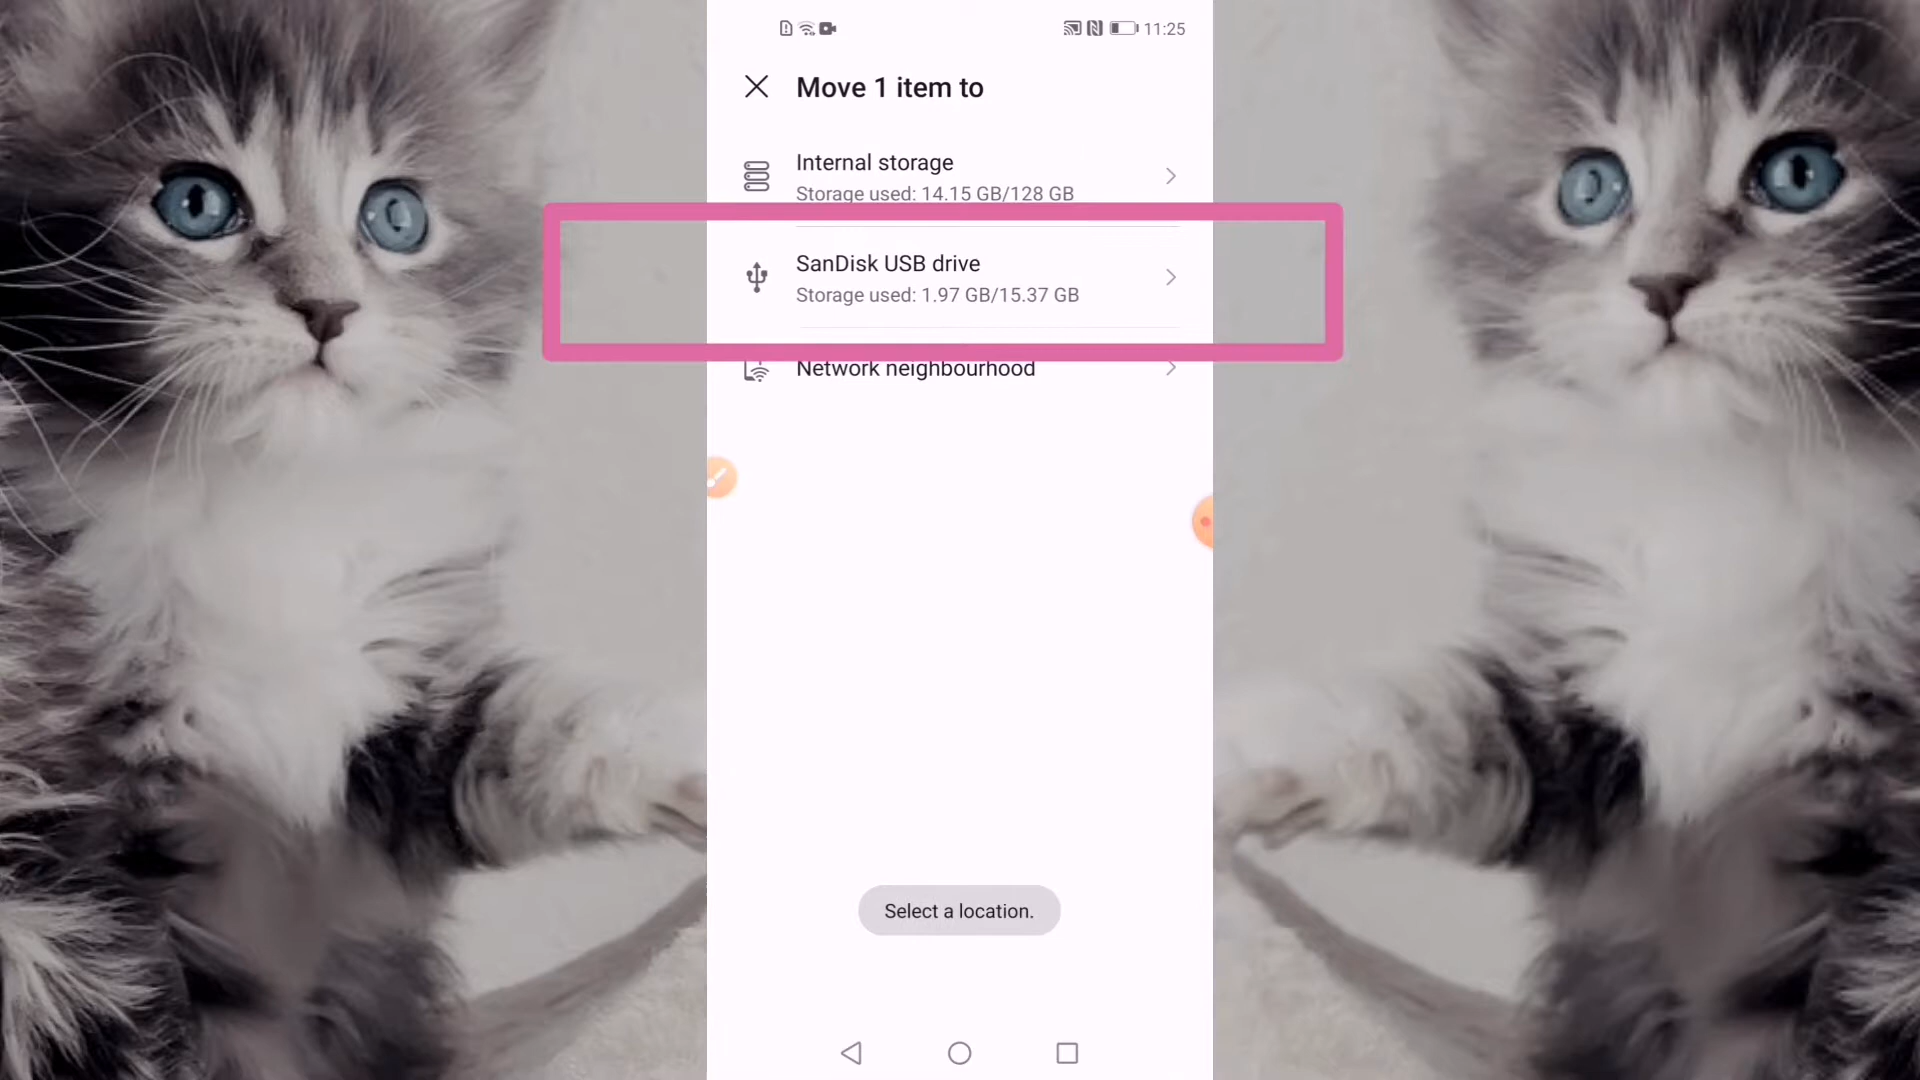 11:25
Move 1 item to
Internal storage
Storage used: 14.15 GB/128 GB
SanDisk USB drive
Storage used: 1.97 GB/15.37 GB
Network neighbourhood
Select a location.